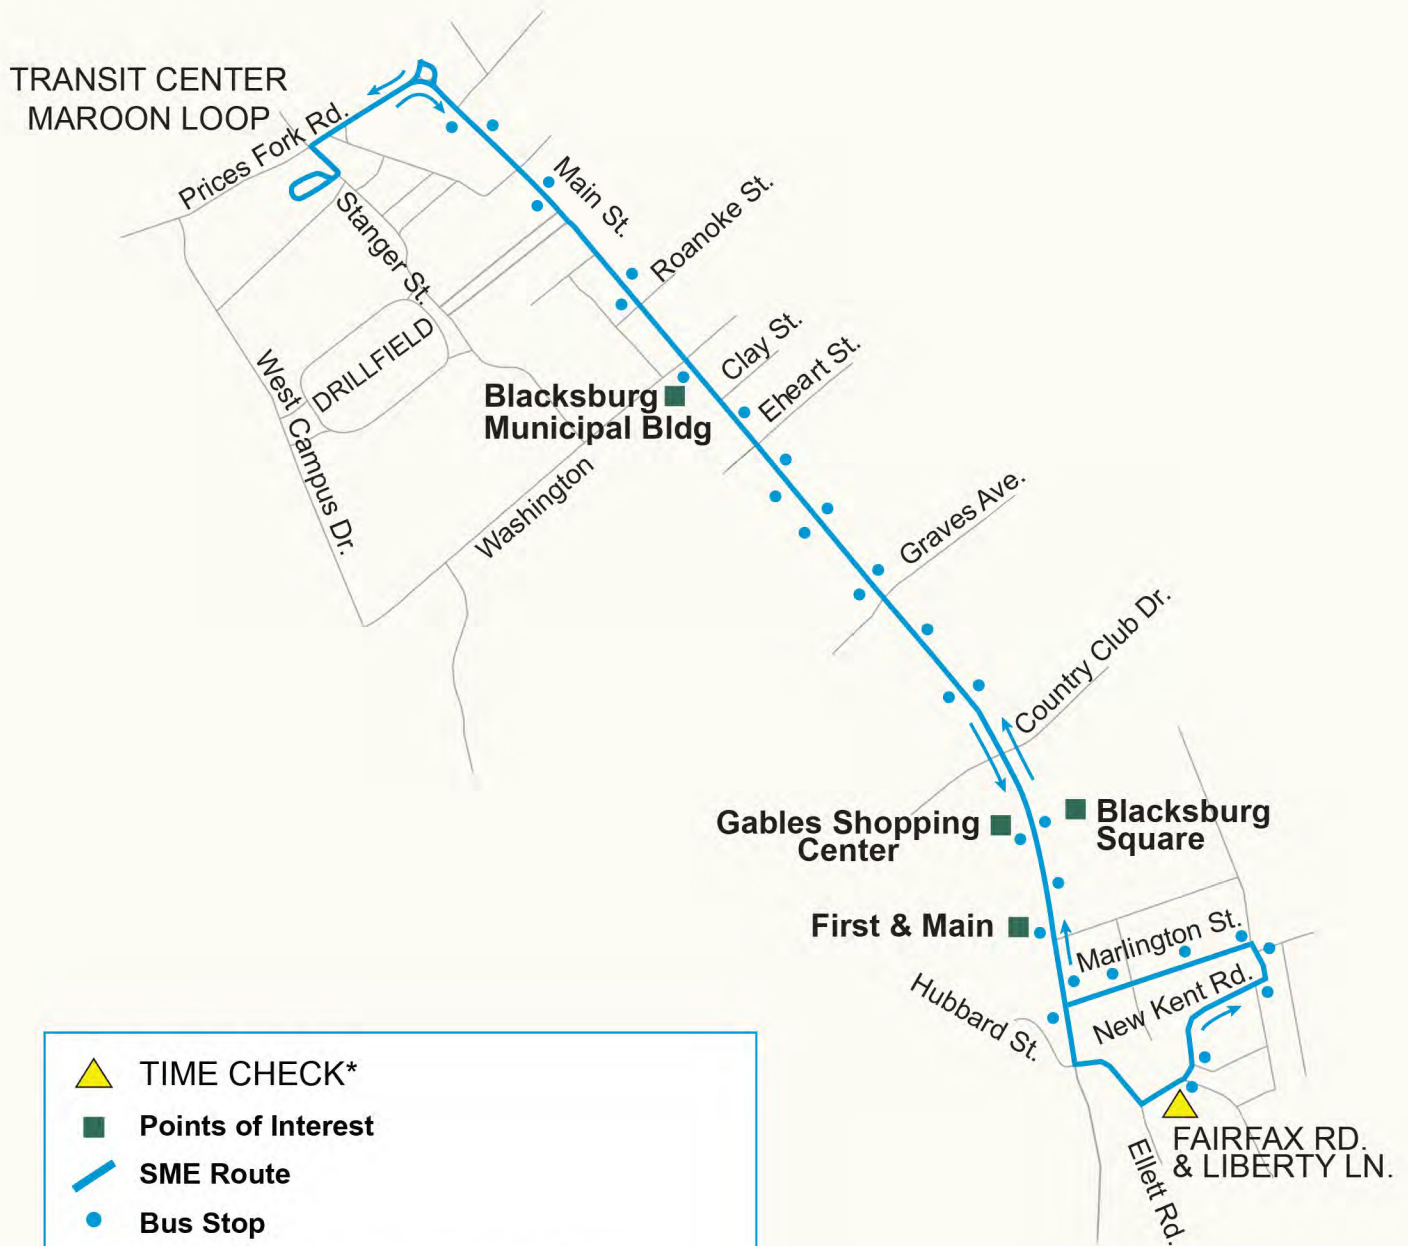 TRANSIT CENTER
MAROON LOOP
Prices Fork Rd.
Main St.
Stanger St.
Roanoke St.
DRILLFIELD
West Campus Dr.
Clay St.
Eheart St.
Blacksburg
Municipal Bldg
Washington
Graves Ave.
Country Club Dr.
Gables Shopping
Center
Blacksburg
Square
First & Main
Marlington St.
New Kent Rd.
Hubbard St.
FAIRFAX RD.
& LIBERTY LN.
Ellett Rd.
TIME CHECK*
Points of Interest
SME Route
Bus Stop